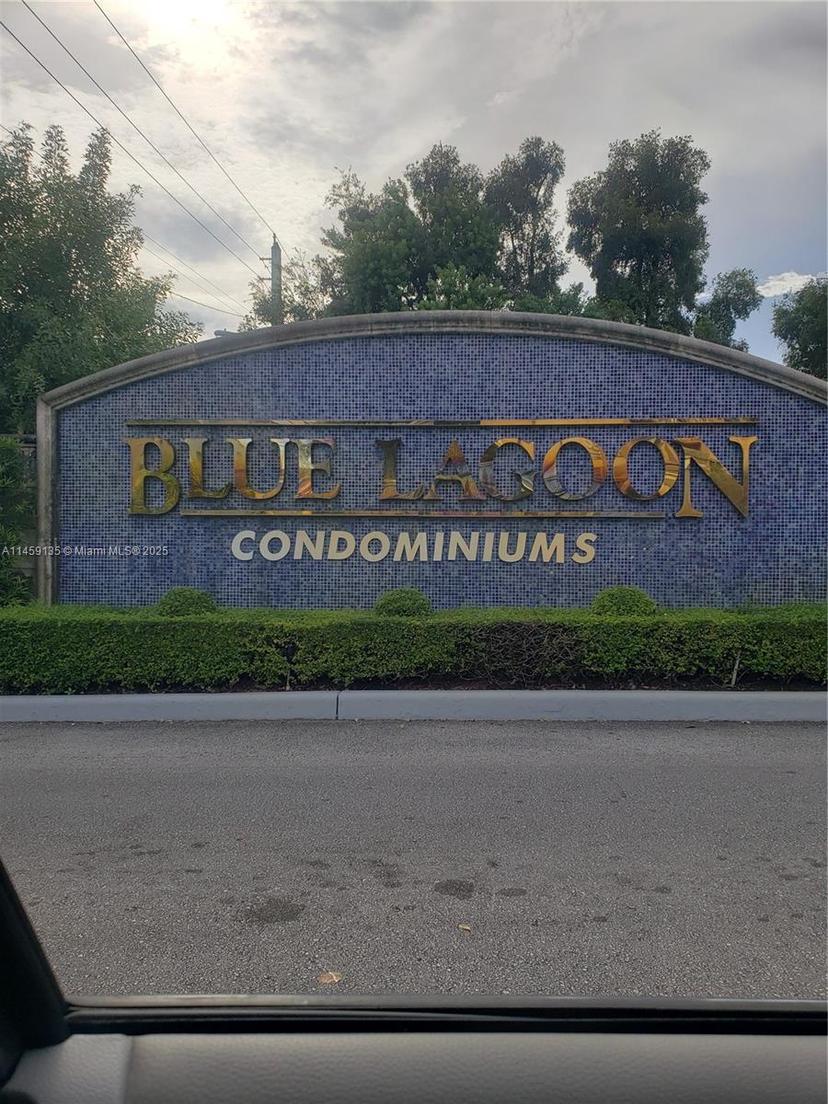 BLUE LAGOON
CONDOMINIUMS
A11459135 © Miami MLS® 2025